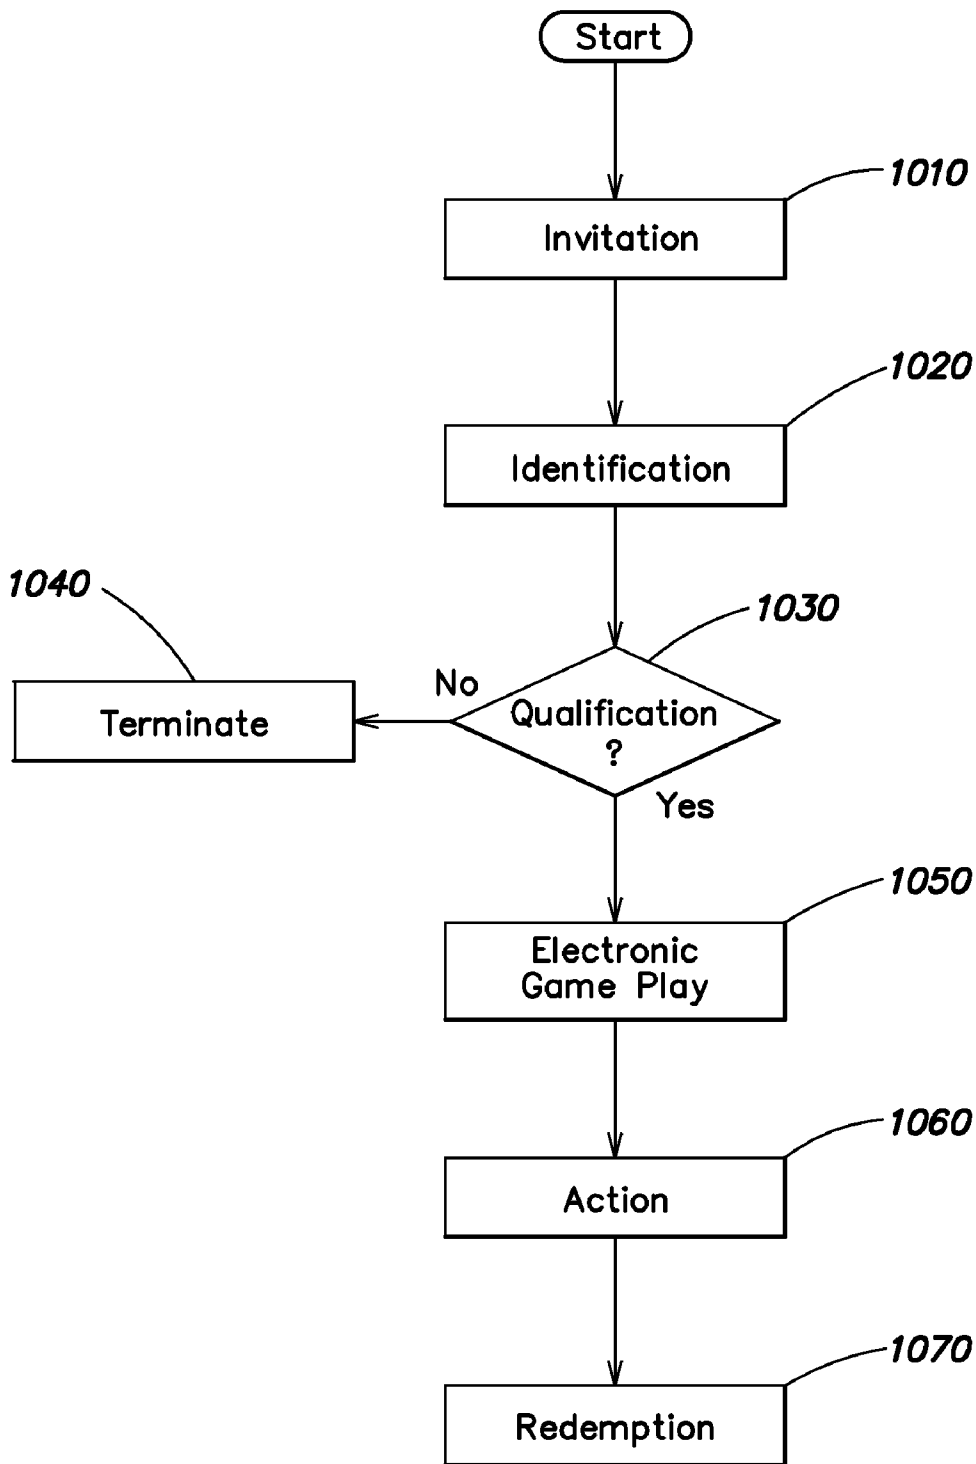 Start
1010
Invitation
1020
Identification
1040
1030
No
Qualification
?
Terminate
Yes
1050
Electronic
Game Play
1060
Action
1070
Redemption